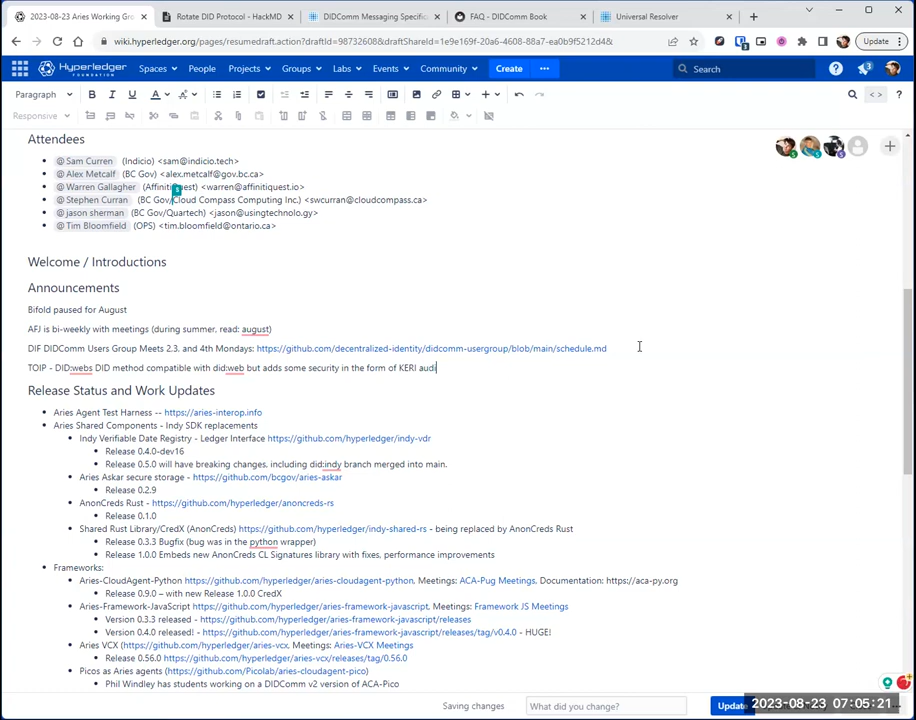 2023-08-23 Aries Working Gro
Rotate DID Protocol - HackMD
DIDComm Messaging Specific
FAQ - DIDComm Book
Universal Resolver
wiki.hyperledger.org/pages/resumedraft.action?draftId=98732608&draftShareId=1e9e169f-20a6-4608-88a7-ea0b9f5212d4&
Update
HYPERLEDGER FOUNDATION
Spaces People Projects Groups Labs Events Community Create Search
3
Paragraph
Responsive
Attendees
@Sam Curren (Indicio) <sam@indicio.tech>
@Alex Metcalf (BC Gov) <alex.metcalf@gov.bc.ca>
@Warren Gallagher (AffinitiQuest) <warren@affinitiquest.io>
@Stephen Curran (BC Gov/Cloud Compass Computing Inc.) <swcurran@cloudcompass.ca>
@jason sherman (BC Gov/Quartech) <jason@usingtechnolo.gy>
@Tim Bloomfield (OPS) <tim.bloomfield@ontario.ca>
Welcome / Introductions
Announcements
Bifold paused for August
AFJ is bi-weekly with meetings (during summer, read: august)
DIF DIDComm Users Group Meets 2.3. and 4th Mondays: https://github.com/decentralized-identity/didcomm-usergroup/blob/main/schedule.md
TOIP - DID:webs DID method compatible with did:web but adds some security in the form of KERI audi
Release Status and Work Updates
Aries Agent Test Harness -- https://aries-interop.info
Aries Shared Components - Indy SDK replacements
Indy Verifiable Date Registry - Ledger Interface https://github.com/hyperledger/indy-vdr
Release 0.4.0-dev16
Release 0.5.0 will have breaking changes, including did:indy branch merged into main.
Aries Askar secure storage - https://github.com/bcgov/aries-askar
Release 0.2.9
AnonCreds Rust - https://github.com/hyperledger/anoncreds-rs
Release 0.1.0
Shared Rust Library/CredX (AnonCreds) https://github.com/hyperledger/indy-shared-rs - being replaced by AnonCreds Rust
Release 0.3.3 Bugfix (bug was in the python wrapper)
Release 1.0.0 Embeds new AnonCreds CL Signatures library with fixes, performance improvements
Frameworks:
Aries-CloudAgent-Python https://github.com/hyperledger/aries-cloudagent-python, Meetings: ACA-Pug Meetings, Documentation: https://aca-py.org
Release 0.9.0 – with new Release 1.0.0 CredX
Aries-Framework-JavaScript https://github.com/hyperledger/aries-framework-javascript, Meetings: Framework JS Meetings
Version 0.3.3 released - https://github.com/hyperledger/aries-framework-javascript/releases
Version 0.4.0 released! - https://github.com/hyperledger/aries-framework-javascript/releases/tag/v0.4.0 - HUGE!
Aries VCX (https://github.com/hyperledger/aries-vcx, Meetings: Aries-VCX Meetings
Release 0.56.0 https://github.com/hyperledger/aries-vcx/releases/tag/0.56.0
Picos as Aries agents (https://github.com/Picolab/aries-cloudagent-pico)
Phil Windley has students working on a DIDComm v2 version of ACA-Pico
Saving changes
What did you change?
Update
2023-08-23 07:05:21